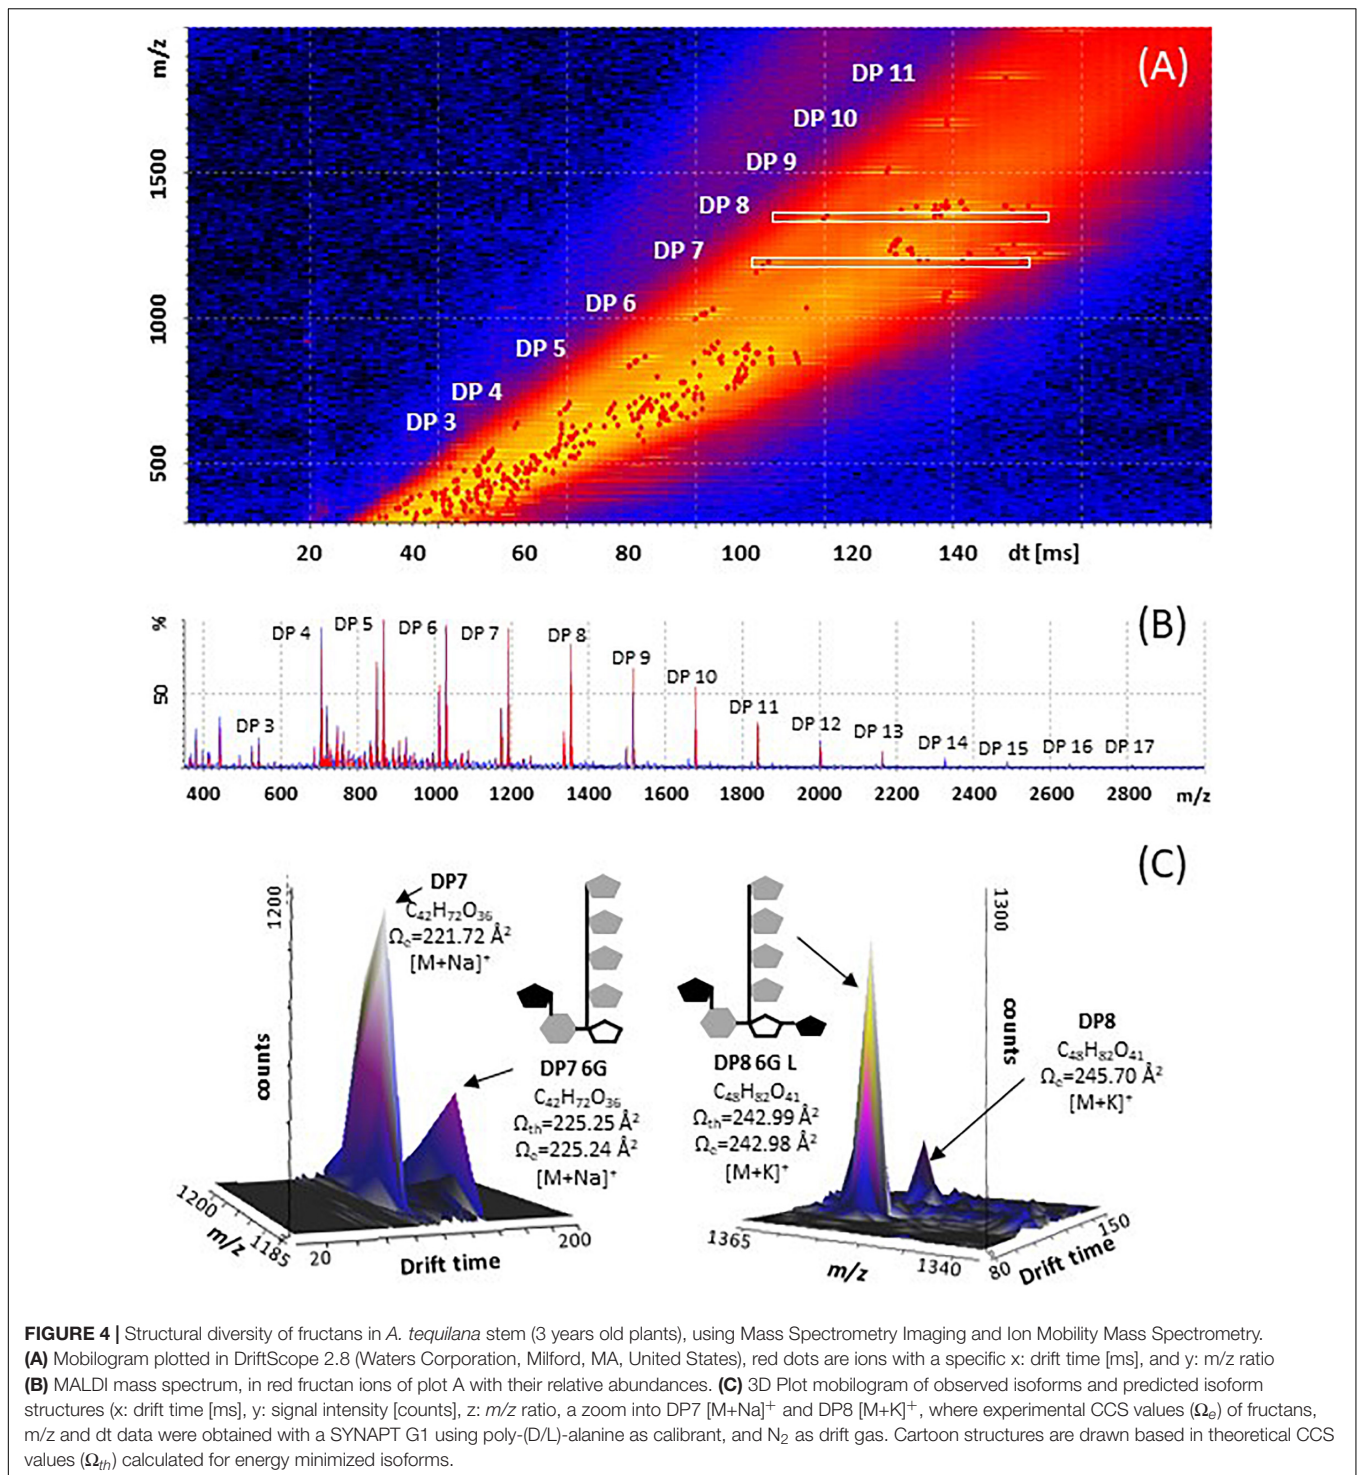 m/z
1500
1000
500
(A)
DP 11
DP 10
DP 9
DP 8
DP 7
DP 6
DP 5
DP 4
DP 3
20 40 60 80 100 120 140 dt [ms]
(B)
%
50
DP 3
DP 4
DP 5
DP 6
DP 7
DP 8
DP 9
DP 10
DP 11
DP 12
DP 13
DP 14
DP 15
DP 16
DP 17
400 600 800 1000 1200 1400 1600 1800 2000 2200 2400 2600 2800 m/z
(C)
1200
counts
DP7
C₄₂H₇₂O₃₆
Ωₑ=221.72 Å²
[M+Na]⁺
DP7 6G
C₄₂H₇₂O₃₆
Ωₜₕ=225.25 Å²
Ωₑ=225.24 Å²
[M+Na]⁺
1200
m/z
1185
20
Drift time
200
DP8 6G L
C₄₈H₈₂O₄₁
Ωₜₕ=242.99 Å²
Ωₑ=242.98 Å²
[M+K]⁺
1300
counts
DP8
C₄₈H₈₂O₄₁
Ωₑ=245.70 Å²
[M+K]⁺
1365
m/z
1340
80
Drift time
150
FIGURE 4 | Structural diversity of fructans in A. tequilana stem (3 years old plants), using Mass Spectrometry Imaging and Ion Mobility Mass Spectrometry.
(A) Mobilogram plotted in DriftScope 2.8 (Waters Corporation, Milford, MA, United States), red dots are ions with a specific x: drift time [ms], and y: m/z ratio
(B) MALDI mass spectrum, in red fructan ions of plot A with their relative abundances. (C) 3D Plot mobilogram of observed isoforms and predicted isoform
structures (x: drift time [ms], y: signal intensity [counts], z: m/z ratio, a zoom into DP7 [M+Na]⁺ and DP8 [M+K]⁺, where experimental CCS values (Ωₑ) of fructans,
m/z and dt data were obtained with a SYNAPT G1 using poly-(D/L)-alanine as calibrant, and N₂ as drift gas. Cartoon structures are drawn based in theoretical CCS
values (Ωₜₕ) calculated for energy minimized isoforms.